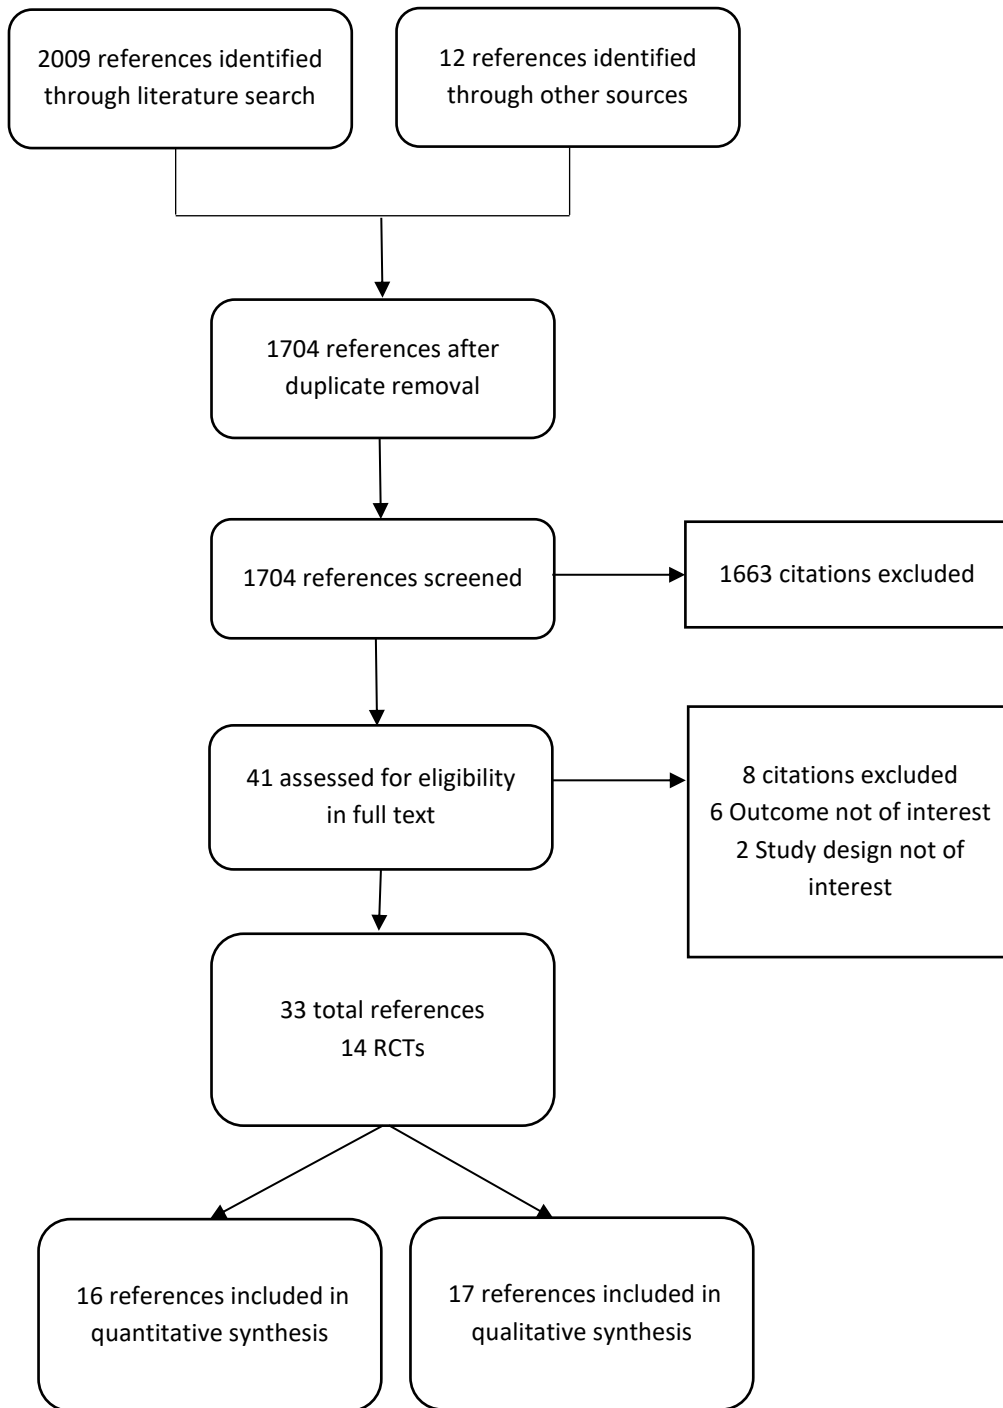 2009 references identified
through literature search
12 references identified
through other sources
1704 references after
duplicate removal
1704 references screened
1663 citations excluded
41 assessed for eligibility
in full text
8 citations excluded
6 Outcome not of interest
2 Study design not of
interest
33 total references
14 RCTs
16 references included in
quantitative synthesis
17 references included in
qualitative synthesis